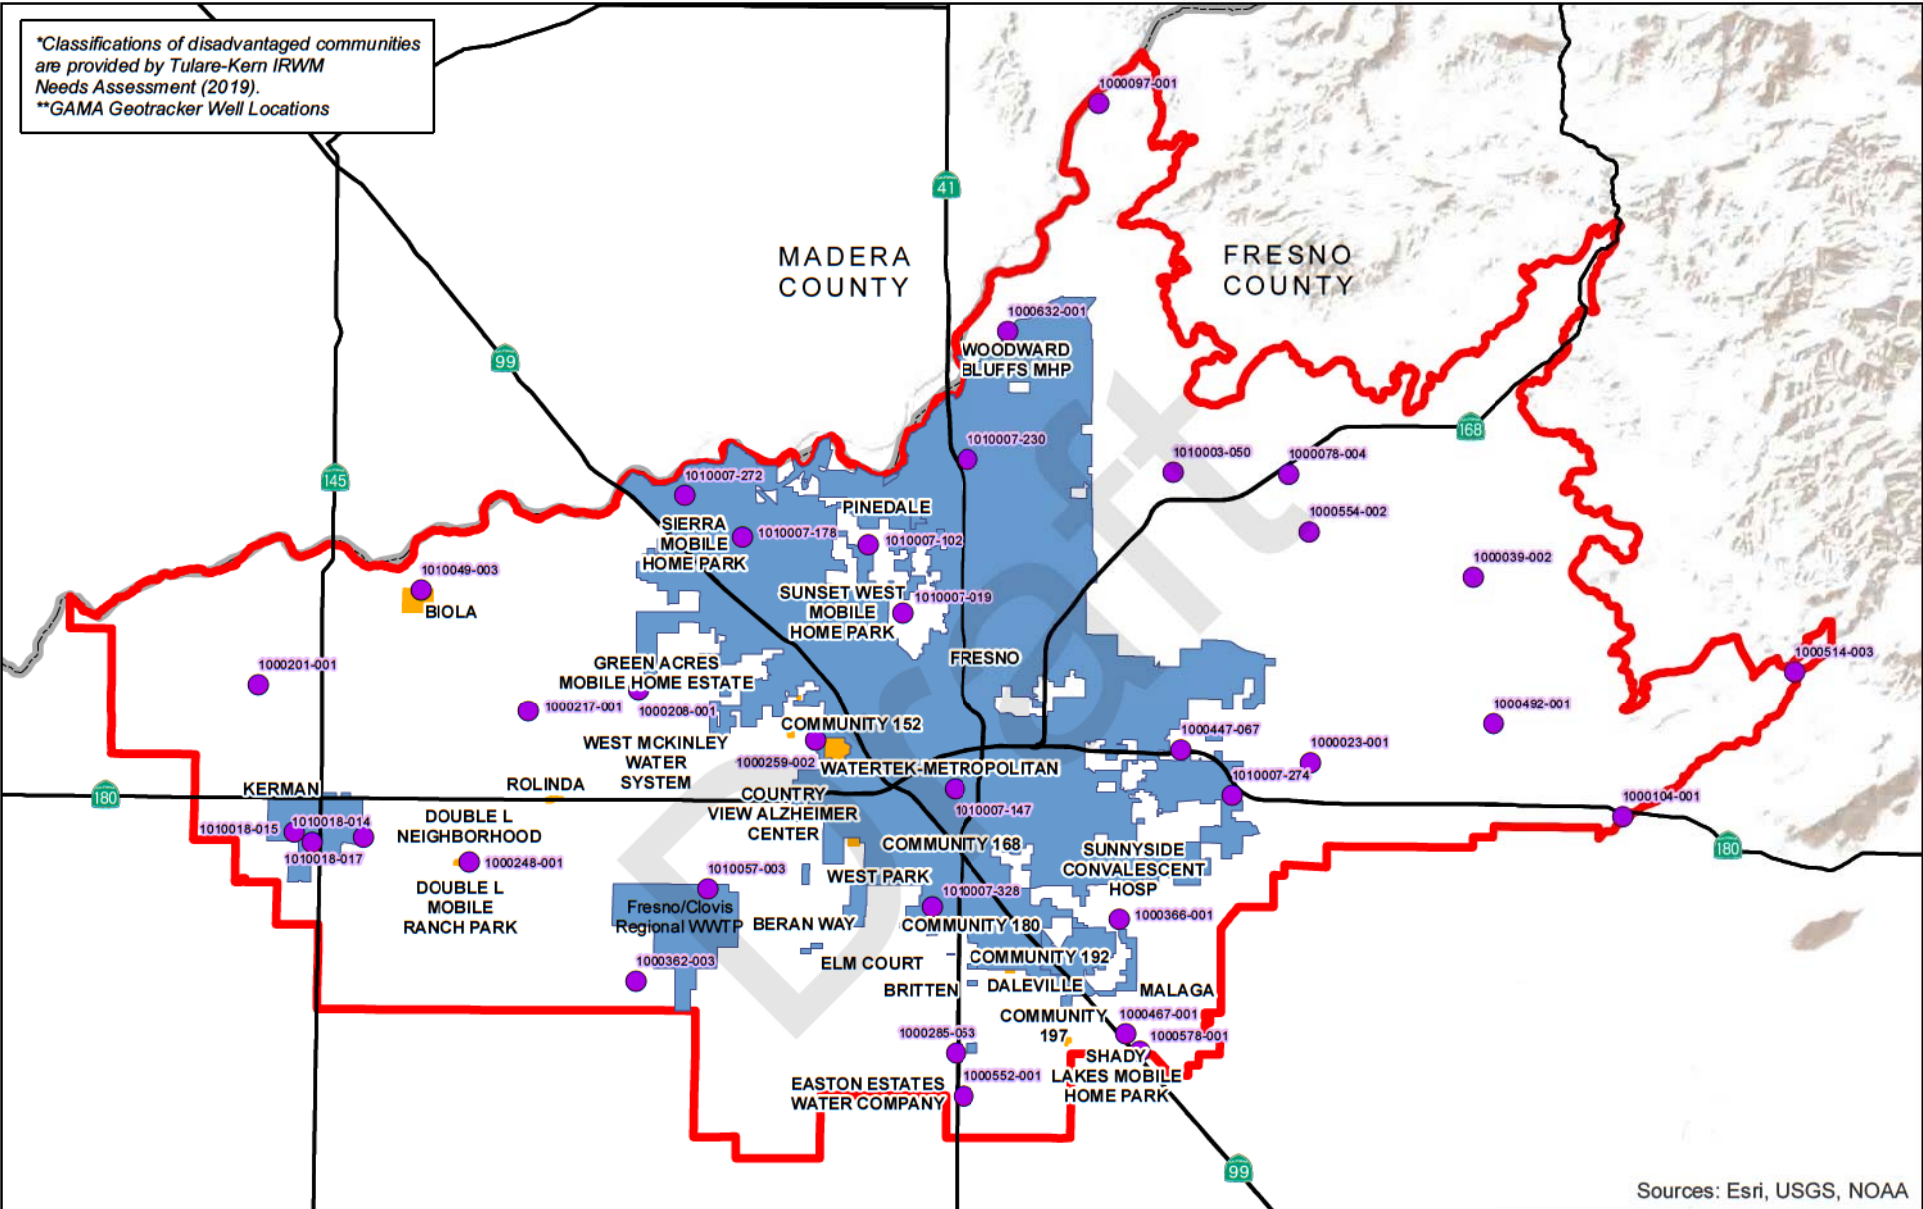 *Classifications of disadvantaged communities
are provided by Tulare-Kern IRWM
Needs Assessment (2019).
**GAMA Geotracker Well Locations
1000097-001
41
MADERA
COUNTY
FRESNO
COUNTY
1000632-001
WOODWARD
BLUFFS MHP
99
168
1010007-230
1010003-050
1000078-004
145
1010007-272
PINEDALE
1000554-002
SIERRA
MOBILE
HOME PARK
1010007-178
1010007-102
1010049-003
BIOLA
1000039-002
SUNSET WEST
MOBILE
HOME PARK
1010007-019
FRESNO
1000514-003
1000201-001
GREEN ACRES
MOBILE HOME ESTATE
1000217-001
1000208-001
1000492-001
COMMUNITY 152
1000447-067
WEST MCKINLEY
WATER
SYSTEM
1000259-002
WATERTEK-METROPOLITAN
1000023-001
1010007-274
180
KERMAN
ROLINDA
COUNTRY
VIEW ALZHEIMER
CENTER
1010007-147
1000104-001
1010018-015
1010018-014
1010018-017
DOUBLE L
NEIGHBORHOOD
1000248-001
COMMUNITY 168
SUNNYSIDE
CONVALESCENT
HOSP
180
1010057-003
WEST PARK
DOUBLE L
MOBILE
RANCH PARK
1010007-328
Fresno/Clovis
Regional WWTP
BERAN WAY
COMMUNITY 180
1000366-001
1000362-003
ELM COURT
COMMUNITY 192
BRITTEN
DALEVILLE
MALAGA
COMMUNITY
197
1000467-001
1000285-053
1000578-001
SHADY
LAKES MOBILE
HOME PARK
1000552-001
EASTON ESTATES
WATER COMPANY
99
Draft
Sources: Esri, USGS, NOAA